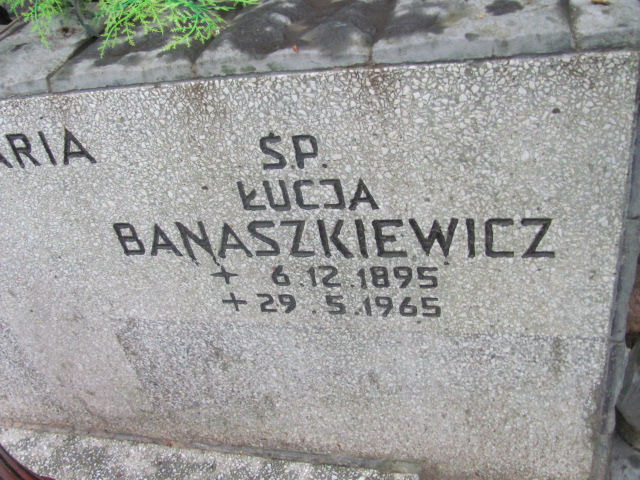 ARIA
ŚP.
ŁUCJA
BANASZKIEWICZ
+ 6.12.1895
+ 29.5.1965